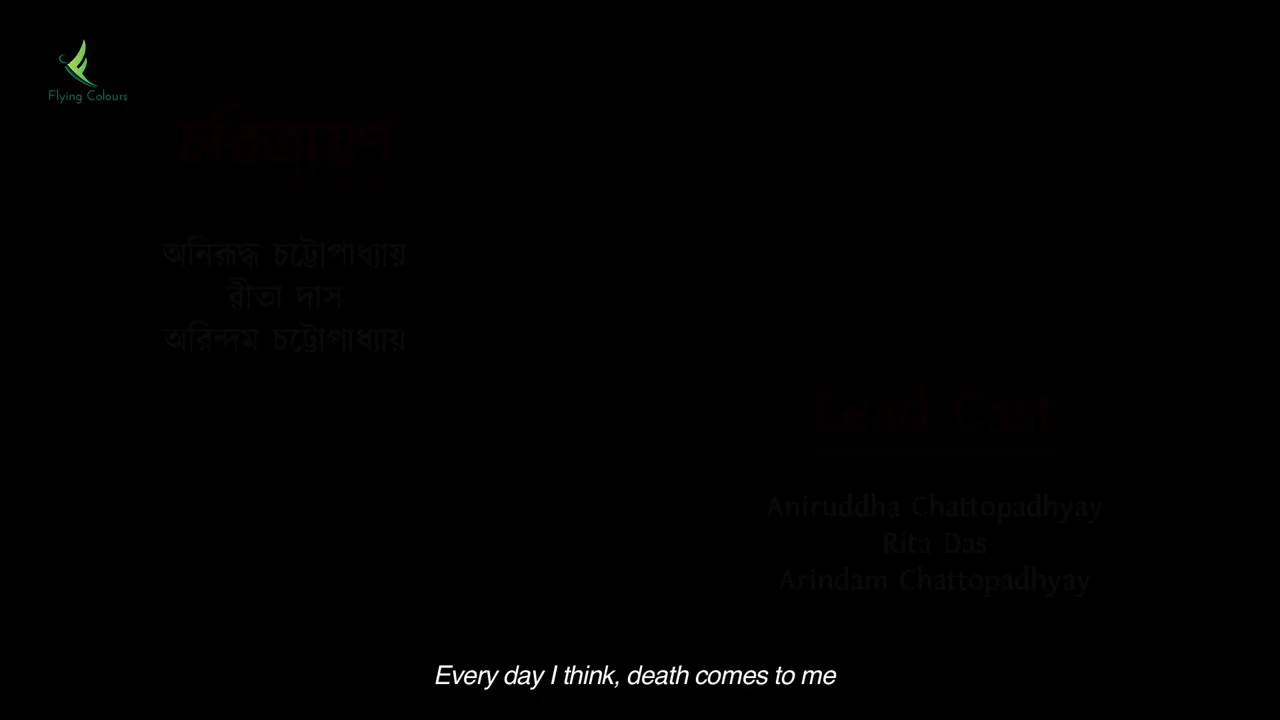 Flying Colours
চরিত্রায়ণ
অনিরূদ্ধ চট্টোপাধ্যায়
রীতা দাস
অরিন্দম চট্টোপাধ্যায়
Lead Cast
Aniruddha Chattopadhyay
Rita Das
Arindam Chattopadhyay
Every day I think, death comes to me